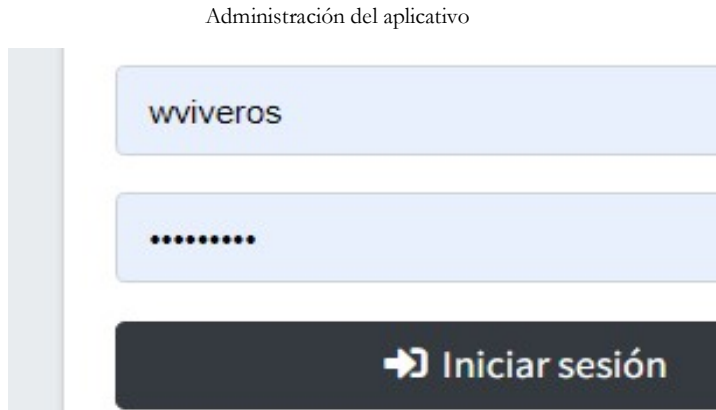 Administración del aplicativo
wviveros
•••••••••
Iniciar sesión